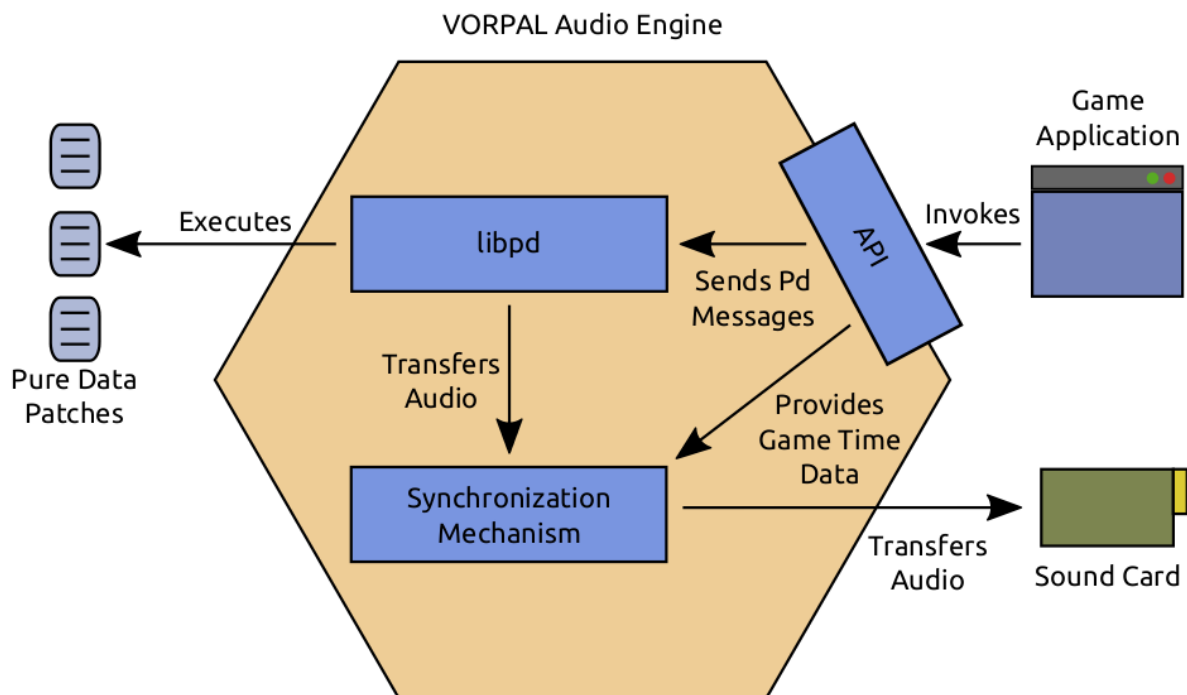 VORPAL Audio Engine
Game
Application
Executes
libpd
API
Invokes
Sends Pd
Messages
Pure Data
Patches
Transfers
Audio
Provides
Game Time
Data
Synchronization
Mechanism
Transfers
Audio
Sound Card